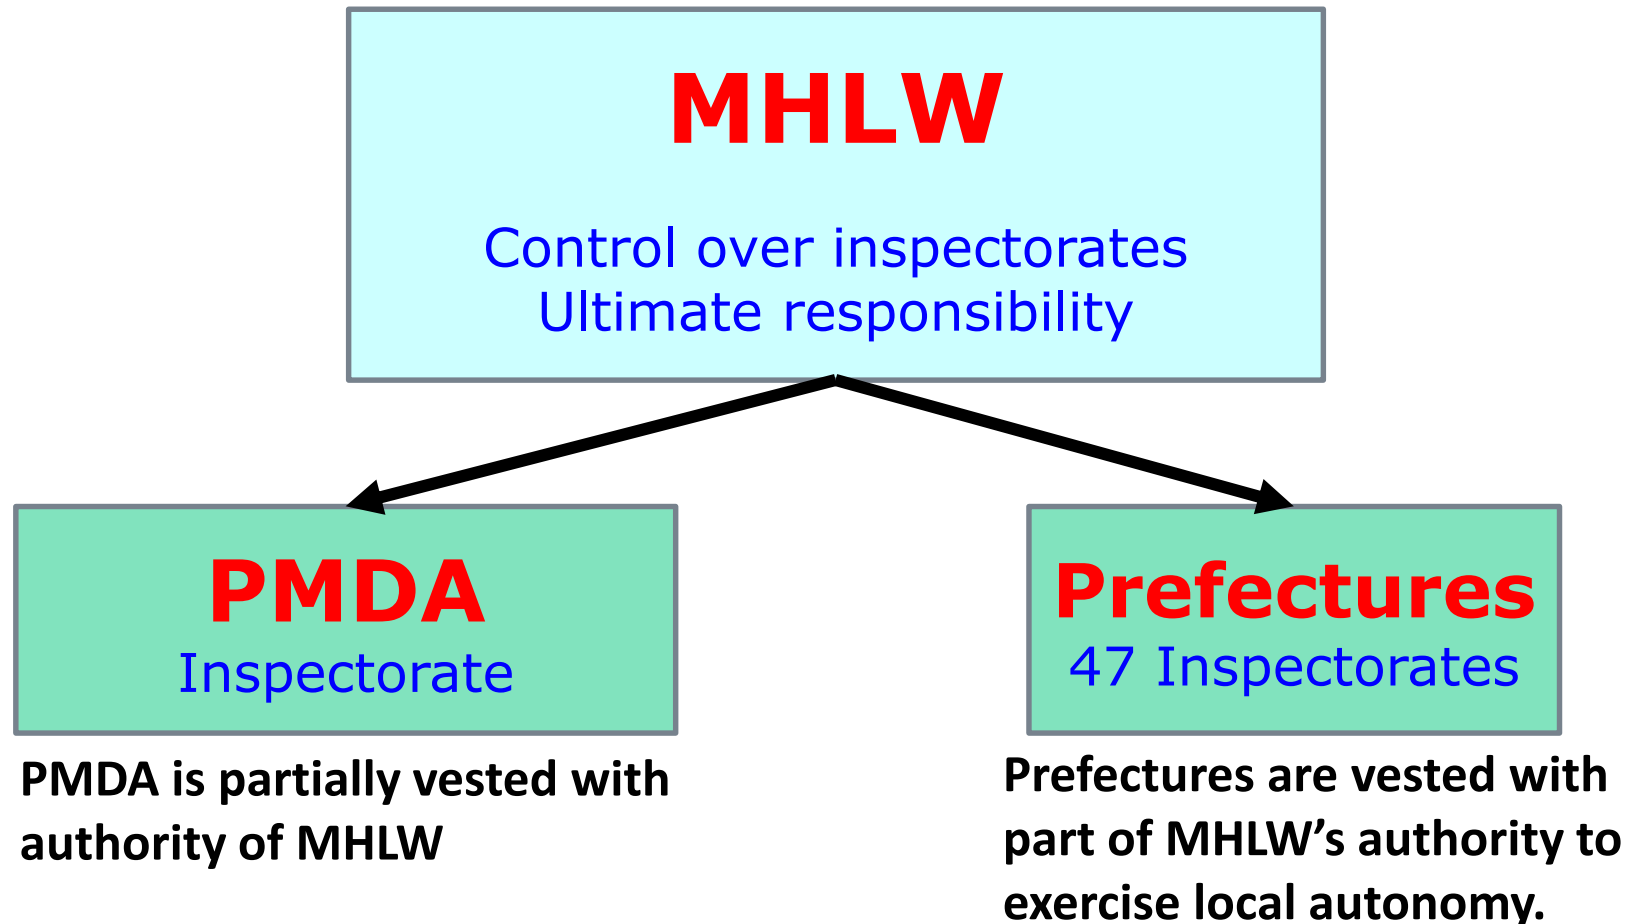 MHLW
Control over inspectorates
Ultimate responsibility
PMDA
Inspectorate
PMDA is partially vested with
authority of MHLW
Prefectures
47 Inspectorates
Prefectures are vested with
part of MHLW’s authority to
exercise local autonomy.